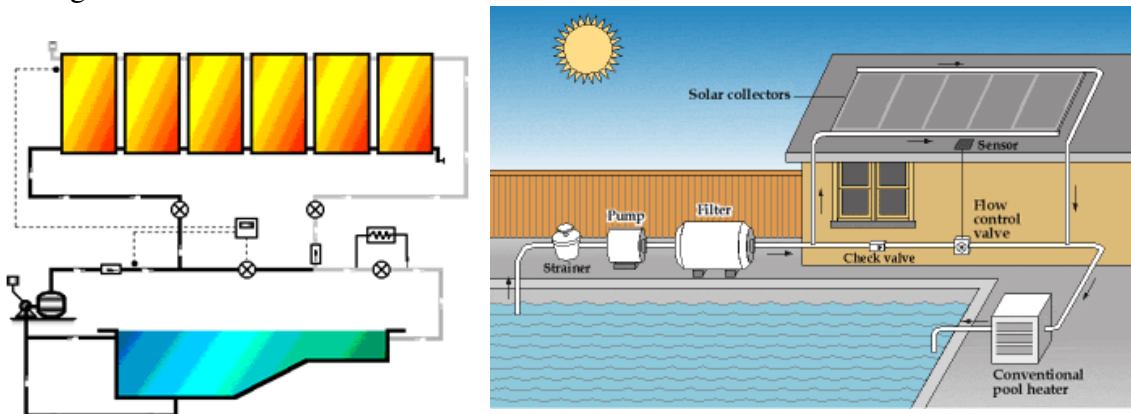 Solar collectors
Sensor
Pump
Filter
Flow
control
valve
Strainer
Check valve
Conventional
pool heater